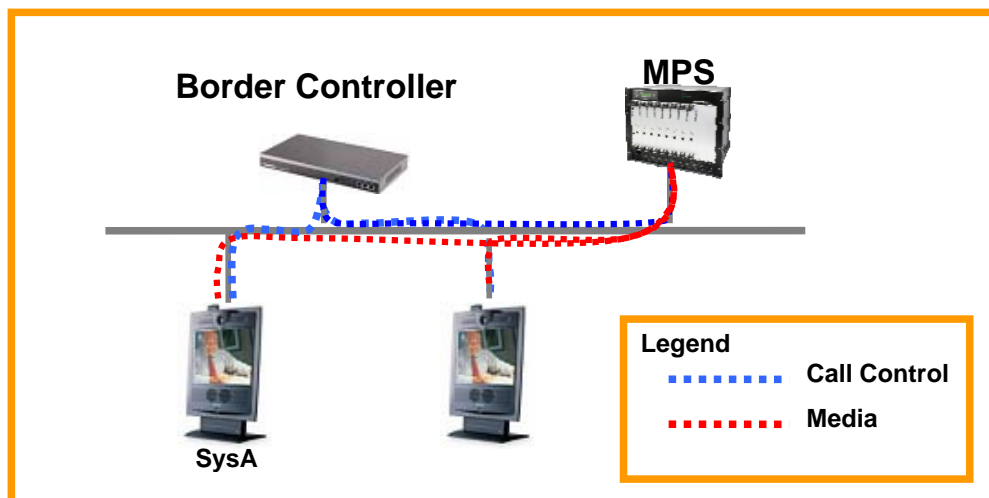 Border Controller
MPS
SysA
Legend
Call Control
Media